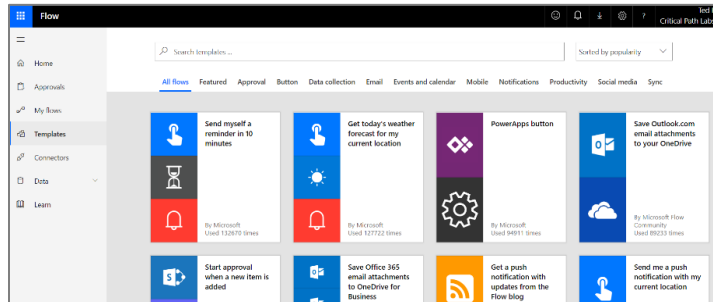 Flow
?
Ted
Critical Path Labs
Search templates ...
Sorted by popularity
Home
Approvals
My flows
Templates
Connectors
Data
Learn
All flows Featured Approval Button Data collection Email Events and calendar Mobile Notifications Productivity Social media Sync
Send myself a
reminder in 10
minutes
By Microsoft
Used 132670 times
Get today's weather
forecast for my
current location
By Microsoft
Used 127722 times
PowerApps button
By Microsoft
Used 94911 times
Save Outlook.com
email attachments
to your OneDrive
By Microsoft Flow
Community
Used 89233 times
Start approval
when a new item is
added
Save Office 365
email attachments
to OneDrive for
Business
Get a push
notification with
updates from the
Flow blog
Send me a push
notification with my
current location